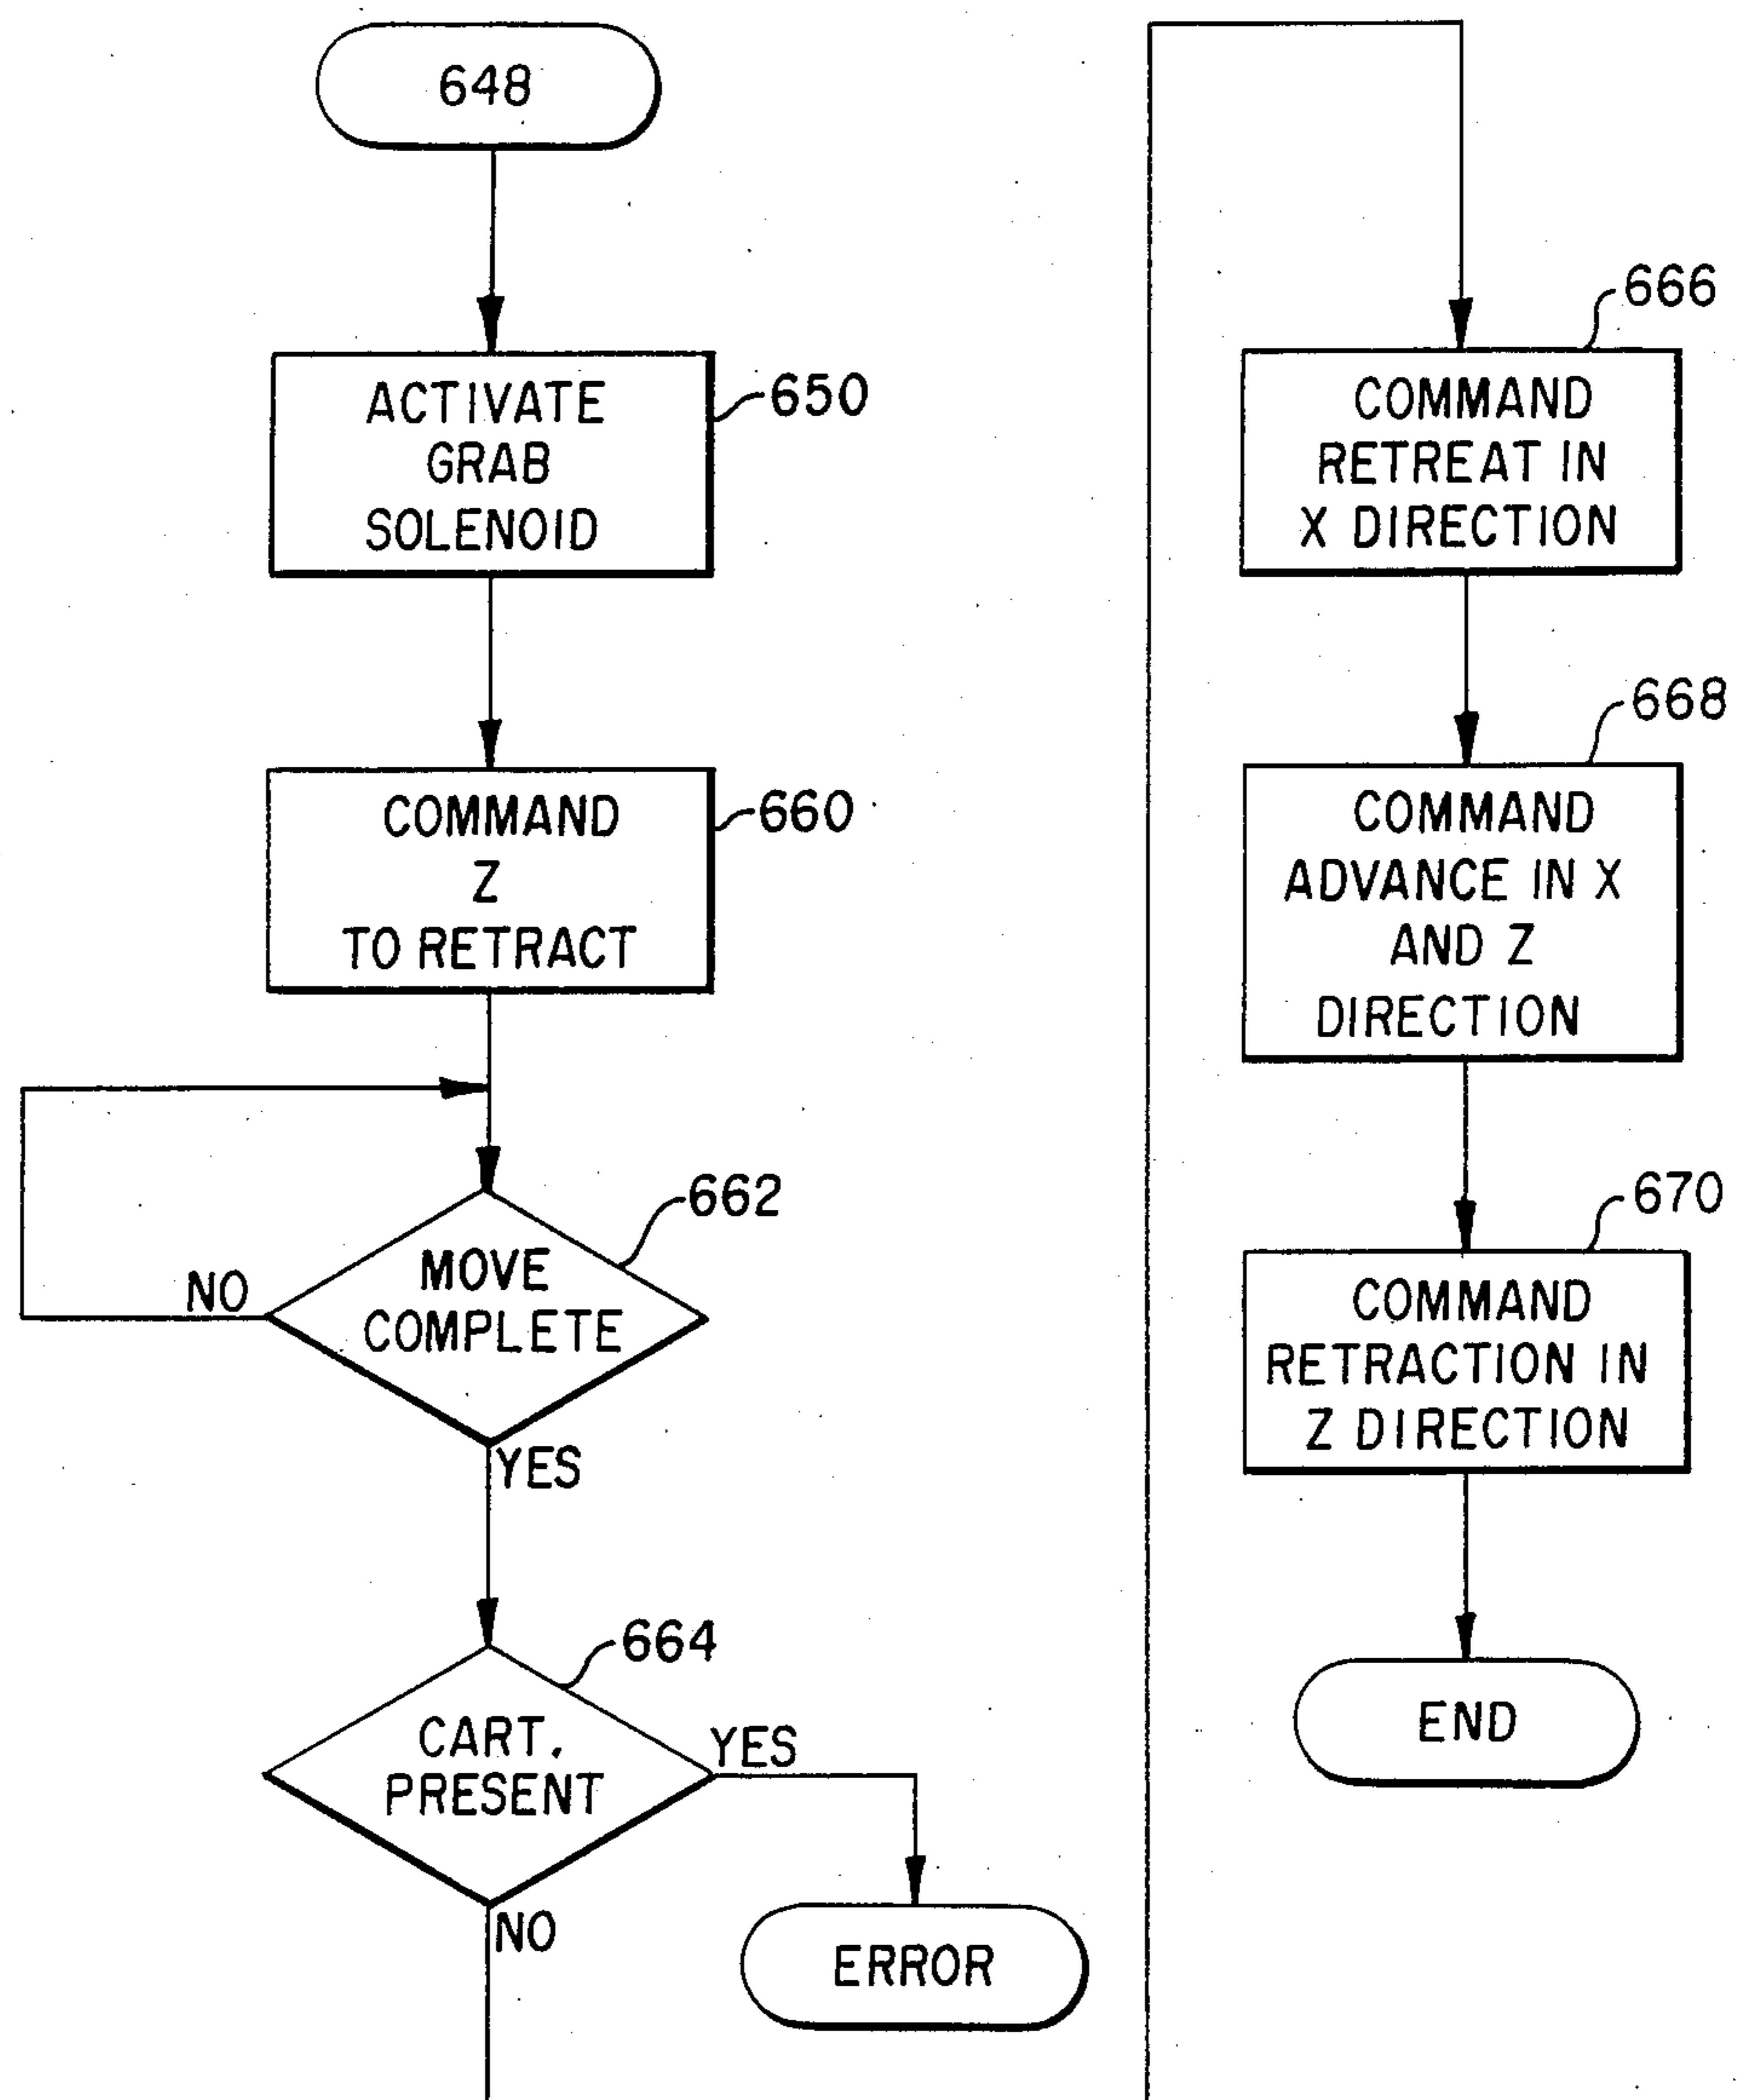 648
ACTIVATE
GRAB
SOLENOID
650
COMMAND
Z
TO RETRACT
660
MOVE
COMPLETE
662
NO
YES
CART.
PRESENT
664
YES
NO
ERROR
COMMAND
RETREAT IN
X DIRECTION
666
COMMAND
ADVANCE IN X
AND Z
DIRECTION
668
COMMAND
RETRACTION IN
Z DIRECTION
670
END